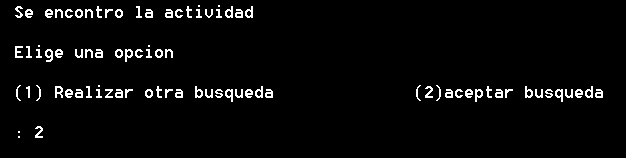 Se encontro la actividad
Elige una opcion
(1) Realizar otra busqueda (2)aceptar busqueda
: 2